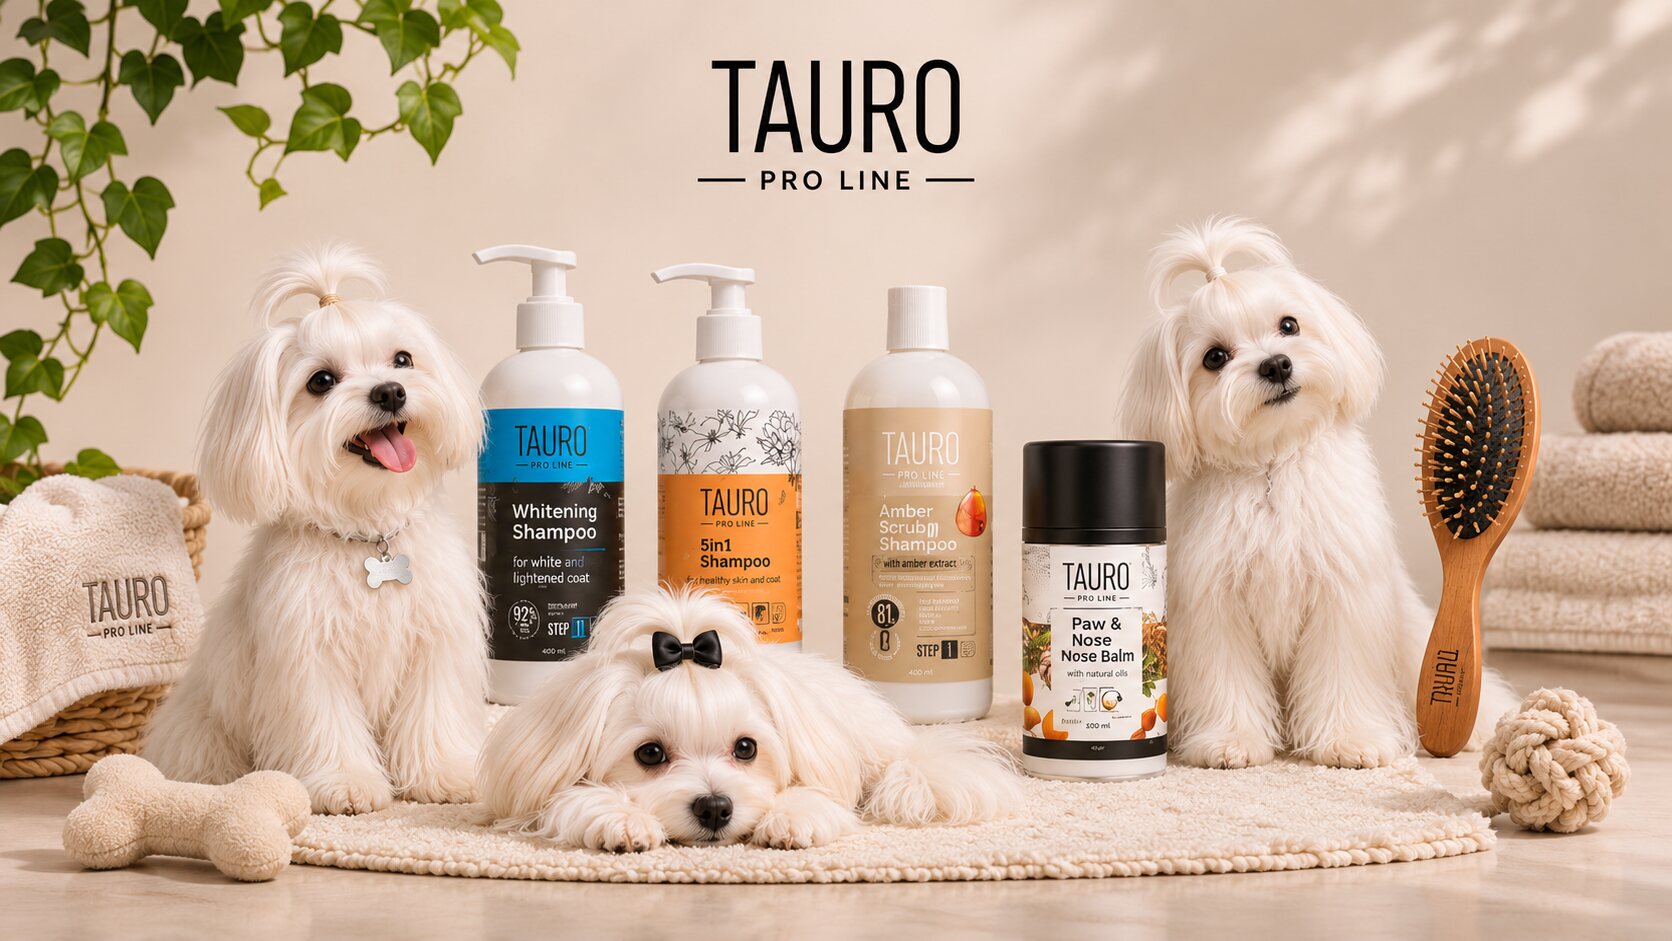 TAURO
PRO LINE
TAURO
PRO LINE
Whitening
Shampoo
for white and
lightened coat
92%
STEP 1
400 ml
TAURO
PRO LINE
5in1
Shampoo
healthy skin and coat
TAURO
PRO LINE
Amber
Scrubm
Shampoo
with amber extract
81
STEP 1
400 ml
TAURO
PRO LINE
Paw &
Nose
Nose Balm
with natural oils
500 ml
TAURO
PRO LINE